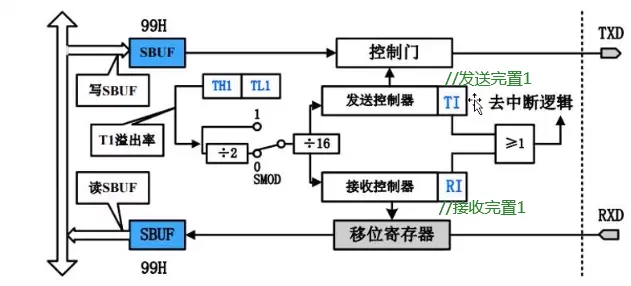 99H
TXD
SBUF
控制门
//发送完置1
写SBUF
TH1 TL1
发送控制器 TI
去中断逻辑
T1溢出率
1
÷2
÷16
≥1
0
SMOD
读SBUF
接收控制器 RI
//接收完置1
RXD
SBUF
移位寄存器
99H